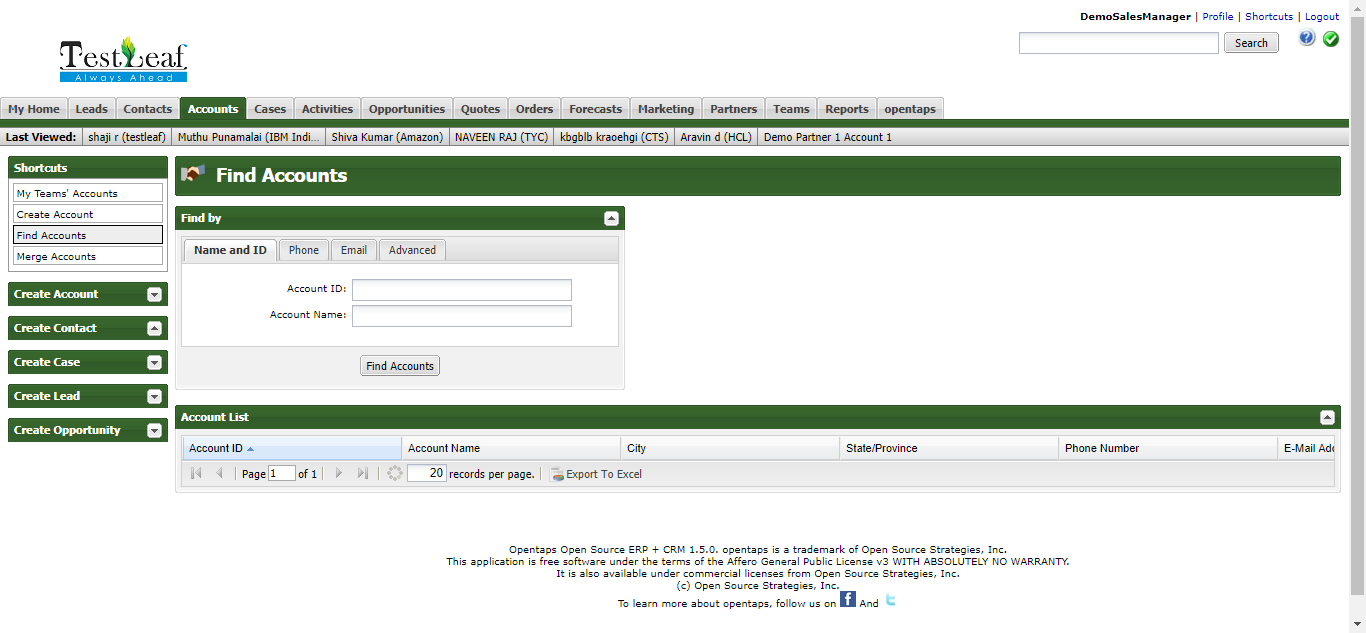 DemoSalesManager | Profile | Shortcuts | Logout
Search
TestLeaf
Always Ahead
My Home Leads Contacts Accounts Cases Activities Opportunities Quotes Orders Forecasts Marketing Partners Teams Reports opentaps
Last Viewed: shaji r (testleaf) Muthu Punamalai (IBM Indi... Shiva Kumar (Amazon) NAVEEN RAJ (TYC) kbgblb kraoehgi (CTS) Aravin d (HCL) Demo Partner 1 Account 1
Shortcuts
My Teams' Accounts
Create Account
Find Accounts
Merge Accounts
Create Account
Create Contact
Create Case
Create Lead
Create Opportunity
Find Accounts
Find by
Name and ID Phone Email Advanced
Account ID:
Account Name:
Find Accounts
Account List
Account ID Account Name City State/Province Phone Number E-Mail Add
Page 1 of 1 20 records per page. Export To Excel
Opentaps Open Source ERP + CRM 1.5.0. opentaps is a trademark of Open Source Strategies, Inc.
This application is free software under the terms of the Affero General Public License v3 WITH ABSOLUTELY NO WARRANTY.
It is also available under commercial licenses from Open Source Strategies, Inc.
(c) Open Source Strategies, Inc.
To learn more about opentaps, follow us on f And t